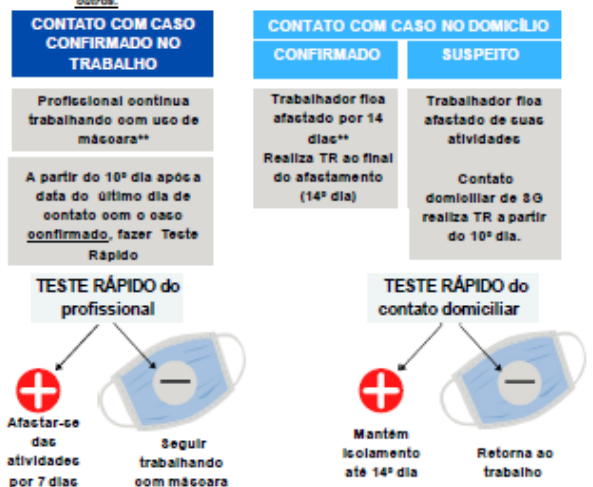 outros.
CONTATO COM CASO
CONFIRMADO NO
TRABALHO
Profissional continua
trabalhando com uso de
máscara**
A partir do 10º dia após a
data do último dia de
contato com o caso
confirmado, fazer Teste
Rápido
TESTE RÁPIDO do
profissional
Afastar-se
das
atividades
por 7 dias
Seguir
trabalhando
com máscara
CONTATO COM CASO NO DOMICÍLIO
CONFIRMADO
Trabalhador fica
afastado por 14
dias**
Realiza TR ao final
do afastamento
(14º dia)
SUSPEITO
Trabalhador fica
afastado de suas
atividades
Contato
domiciliar de SG
realiza TR a partir
do 10º dia.
TESTE RÁPIDO do
contato domiciliar
Mantém
isolamento
até 14º dia
Retorna ao
trabalho